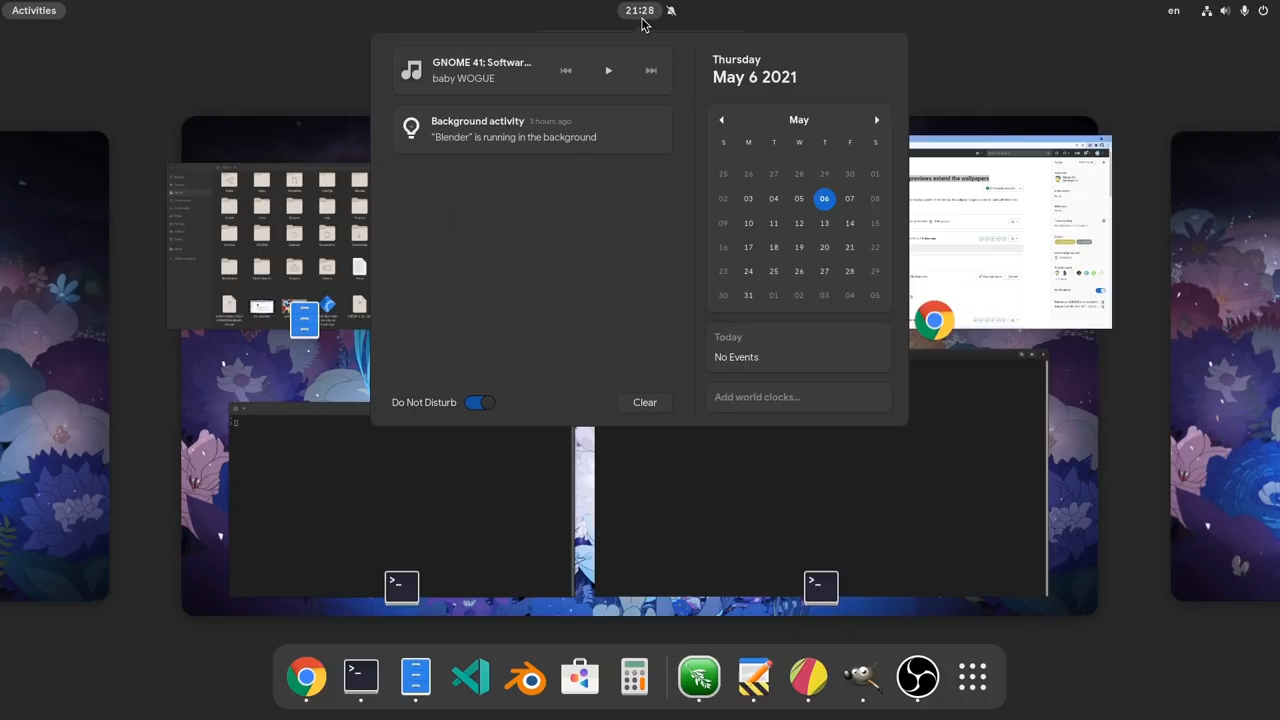 Activities
21:28
en
GNOME 41; Softwar...
baby WOGUE
Background activity 3 hours ago
"Blender" is running in the background
Do Not Disturb
Clear
Thursday
May 6 2021
May
S M T W T F S
25 26 27 28 29 30 01
02 03 04 05 06 07 08
09 10 11 12 13 14 15
16 17 18 19 20 21 22
23 24 25 26 27 28 29
30 31 01 02 03 04 05
Today
No Events
Add world clocks...
previews extend the wallpapers
>_
>_
>_